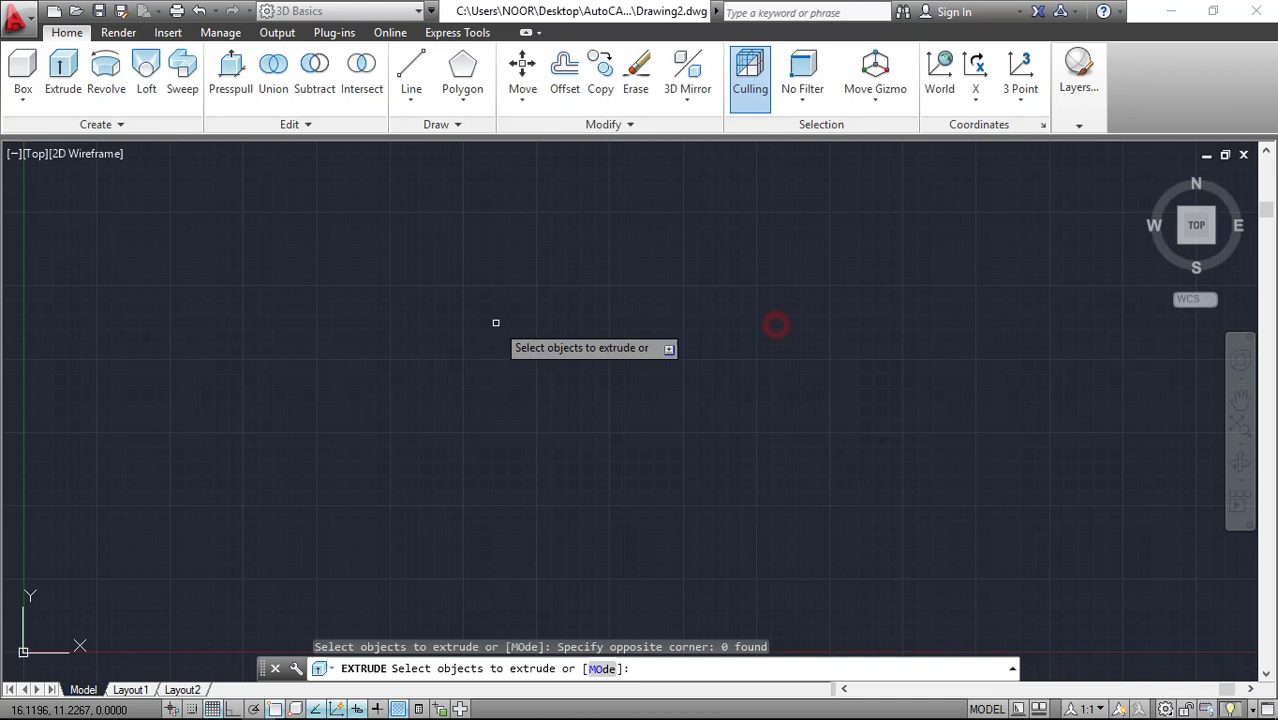 3D Basics
C:\Users\NOOR\Desktop\AutoCA...\Drawing2.dwg
Type a keyword or phrase
Sign In
Home Render Insert Manage Output Plug-ins Online Express Tools
Box Extrude Revolve Loft Sweep Presspull Union Subtract Intersect Line Polygon Move Offset Copy Erase 3D Mirror Culling No Filter Move Gizmo World X 3 Point Layers...
Create Edit Draw Modify Selection Coordinates
[−][Top][2D Wireframe]
N
W TOP E
S
WCS
Select objects to extrude or
Y
X
Select objects to extrude or [MOde]: Specify opposite corner: 0 found
EXTRUDE Select objects to extrude or [MOde]:
Model Layout1 Layout2
16.1196, 11.2267, 0.0000 MODEL 1:1